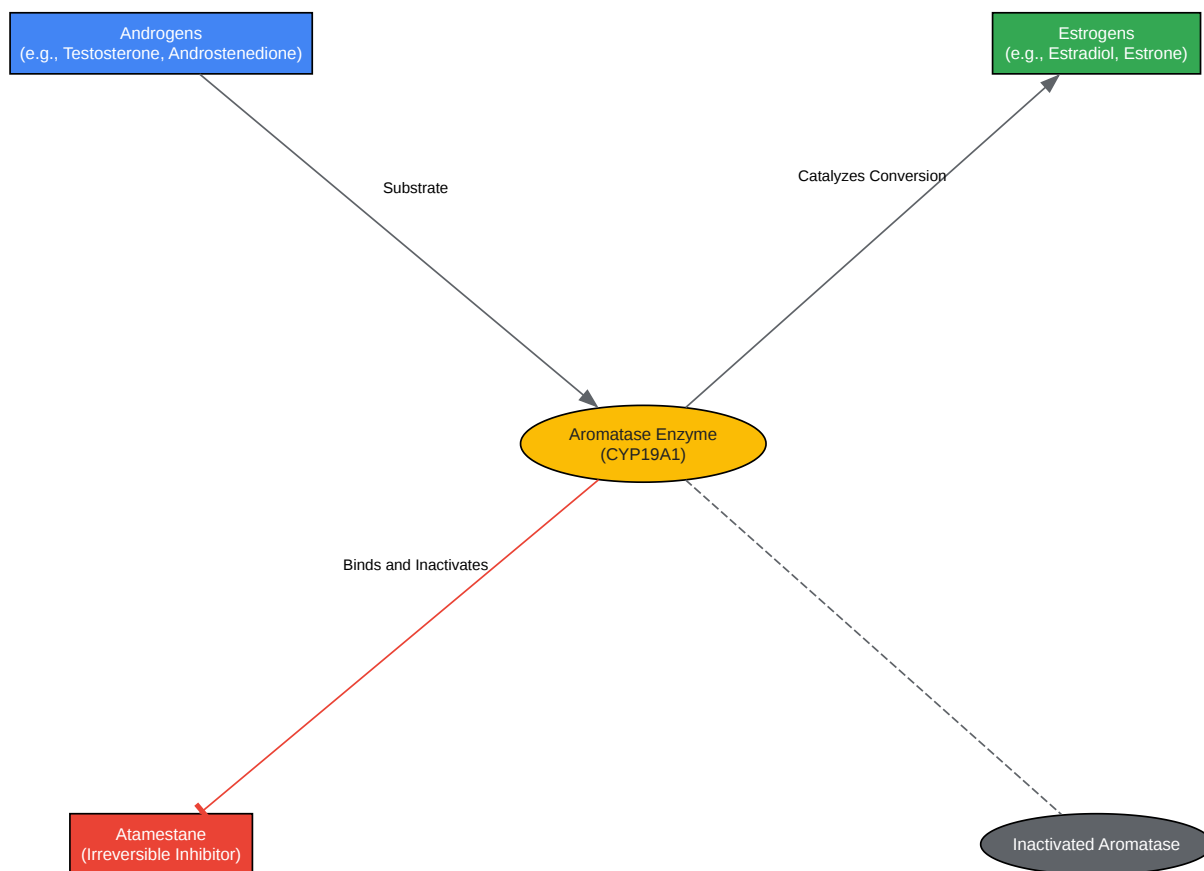 Androgens
(e.g., Testosterone, Androstenedione)
Estrogens
(e.g., Estradiol, Estrone)
Substrate
Catalyzes Conversion
Aromatase Enzyme
(CYP19A1)
Binds and Inactivates
Atamestane
(Irreversible Inhibitor)
Inactivated Aromatase